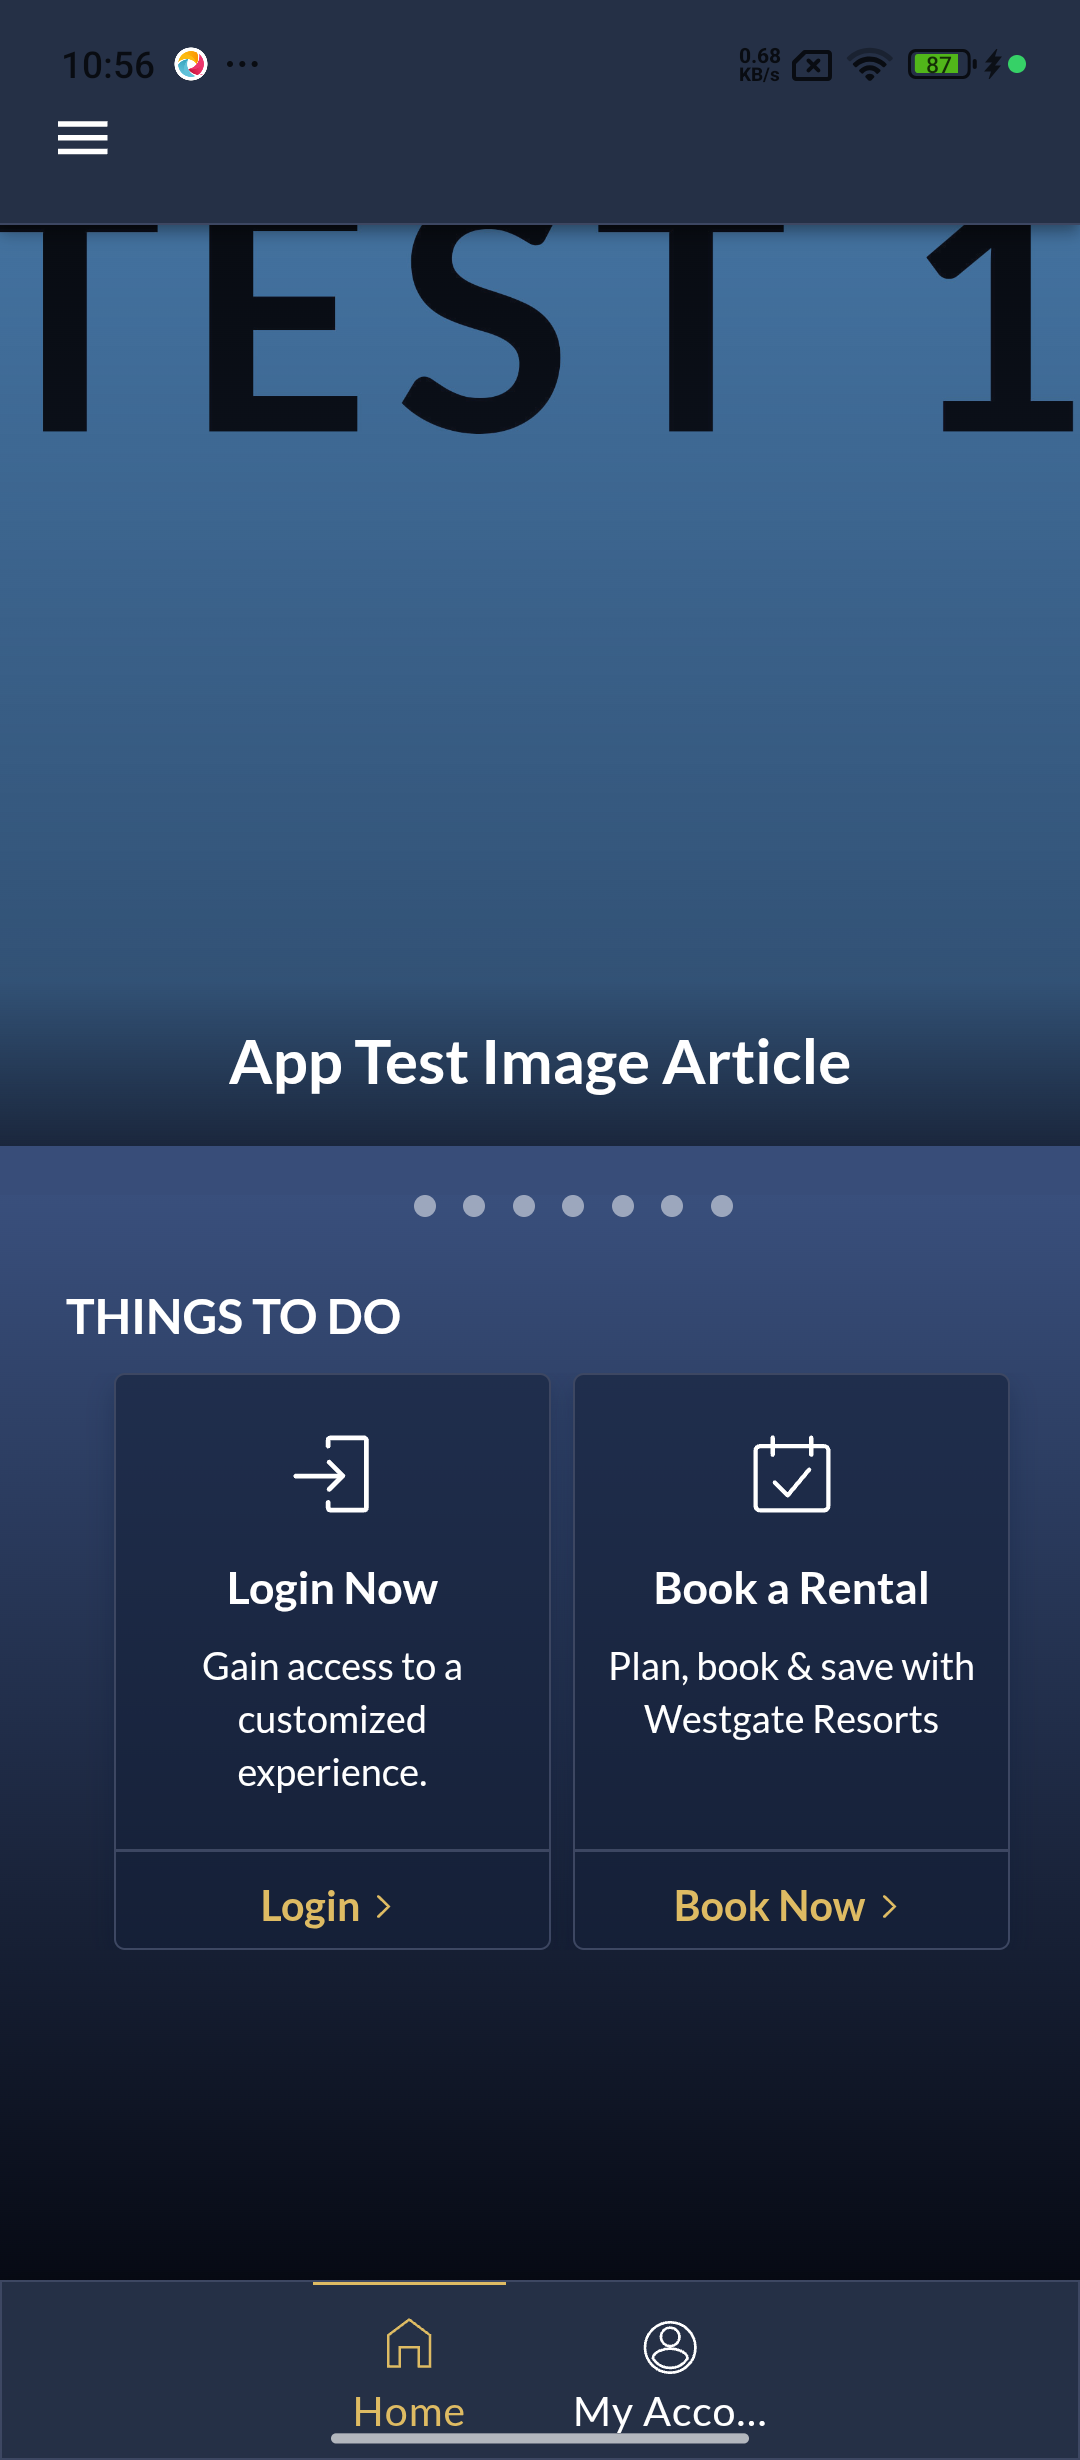 10:56
0.68
KB/s
87
TEST 1
App Test Image Article
THINGS TO DO
Login Now
Gain access to a
customized
experience.
Login
Book a Rental
Plan, book & save with
Westgate Resorts
Book Now
Home
My Acco...